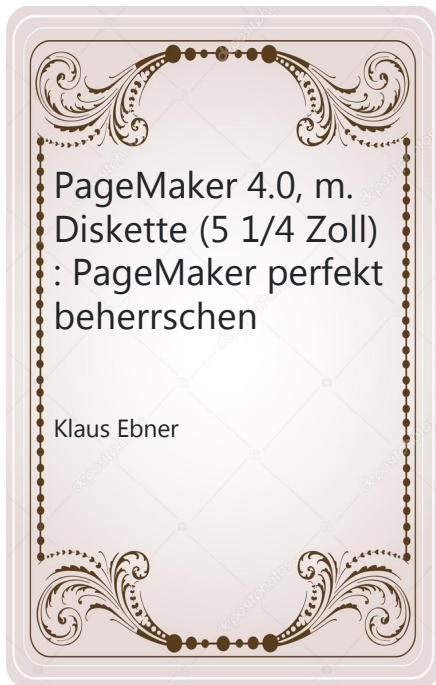 PageMaker 4.0, m.
Diskette (5 1/4 Zoll)
: PageMaker perfekt
beherrschen
Klaus Ebner